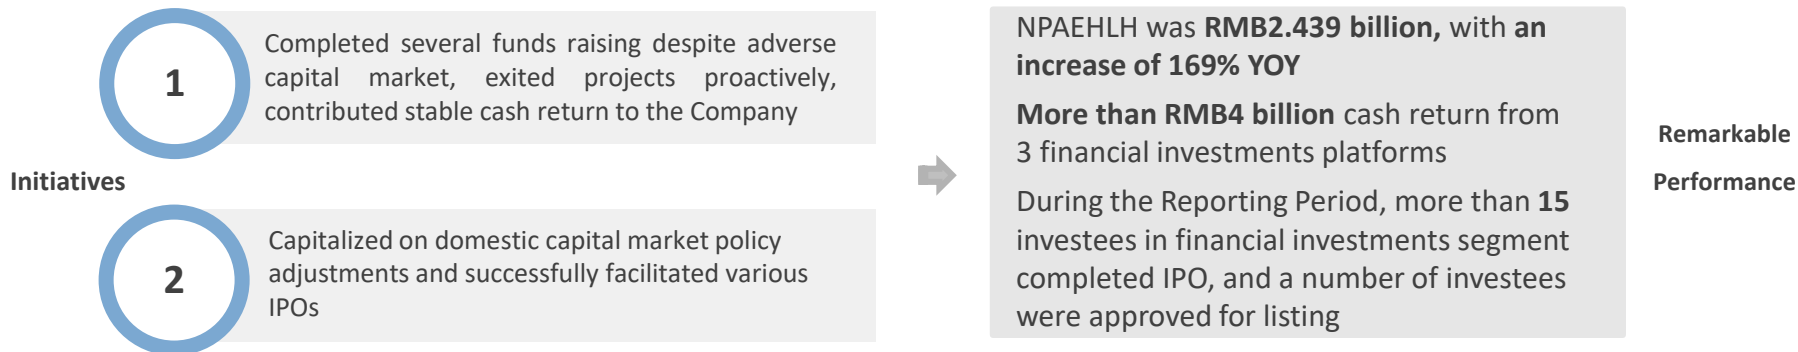 Initiatives
1
Completed several funds raising despite adverse
capital market, exited projects proactively,
contributed stable cash return to the Company
2
Capitalized on domestic capital market policy
adjustments and successfully facilitated various
IPOs
NPAEHLH was RMB2.439 billion, with an
increase of 169% YOY
More than RMB4 billion cash return from
3 financial investments platforms
During the Reporting Period, more than 15
investees in financial investments segment
completed IPO, and a number of investees
were approved for listing
Remarkable
Performance